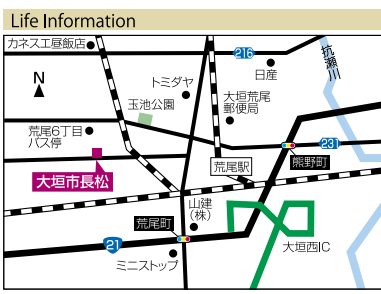 Life Information
カネスエ昼飯店
216
杭瀬川
日産
N
トミダヤ
玉池公園
大垣荒尾
郵便局
荒尾6丁目
バス停
231
熊野町
荒尾駅
大垣市長松
山建
(株)
荒尾町
21
大垣西IC
ミニストップ